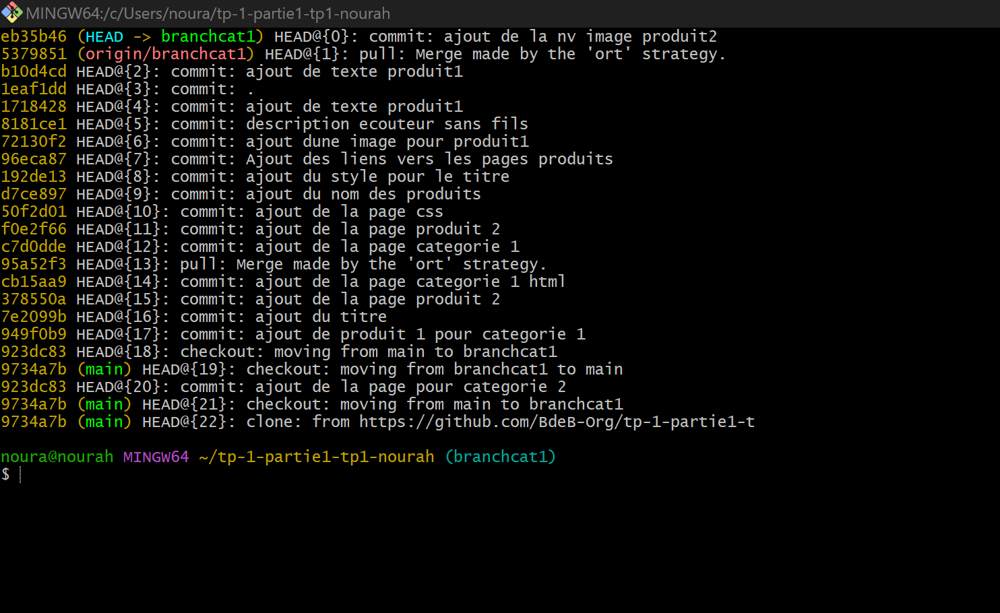 MINGW64:/c/Users/noura/tp-1-partie1-tp1-nourah
eb35b46 (HEAD -> branchcat1) HEAD@{0}: commit: ajout de la nv image produit2
5379851 (origin/branchcat1) HEAD@{1}: pull: Merge made by the 'ort' strategy.
b10d4cd HEAD@{2}: commit: ajout de texte produit1
1eaf1dd HEAD@{3}: commit: .
1718428 HEAD@{4}: commit: ajout de texte produit1
8181ce1 HEAD@{5}: commit: description ecouteur sans fils
72130f2 HEAD@{6}: commit: ajout dune image pour produit1
96eca87 HEAD@{7}: commit: Ajout des liens vers les pages produits
192de13 HEAD@{8}: commit: ajout du style pour le titre
d7ce897 HEAD@{9}: commit: ajout du nom des produits
50f2d01 HEAD@{10}: commit: ajout de la page css
f0e2f66 HEAD@{11}: commit: ajout de la page produit 2
c7d0dde HEAD@{12}: commit: ajout de la page categorie 1
95a52f3 HEAD@{13}: pull: Merge made by the 'ort' strategy.
cb15aa9 HEAD@{14}: commit: ajout de la page categorie 1 html
378550a HEAD@{15}: commit: ajout de la page produit 2
7e2099b HEAD@{16}: commit: ajout du titre
949f0b9 HEAD@{17}: commit: ajout de produit 1 pour categorie 1
923dc83 HEAD@{18}: checkout: moving from main to branchcat1
9734a7b (main) HEAD@{19}: checkout: moving from branchcat1 to main
923dc83 HEAD@{20}: commit: ajout de la page pour categorie 2
9734a7b (main) HEAD@{21}: checkout: moving from main to branchcat1
9734a7b (main) HEAD@{22}: clone: from https://github.com/BdeB-Org/tp-1-partie1-t
noura@nourah MINGW64 ~/tp-1-partie1-tp1-nourah (branchcat1)
$